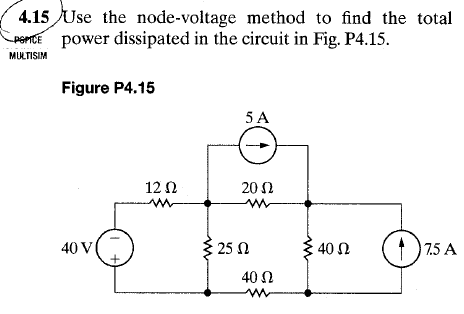 4.15 Use the node-voltage method to find the total
PSPICE power dissipated in the circuit in Fig. P4.15.
MULTISIM
Figure P4.15
5 A
12 Ω 20 Ω
40 V − + 25 Ω 40 Ω 7.5 A
40 Ω